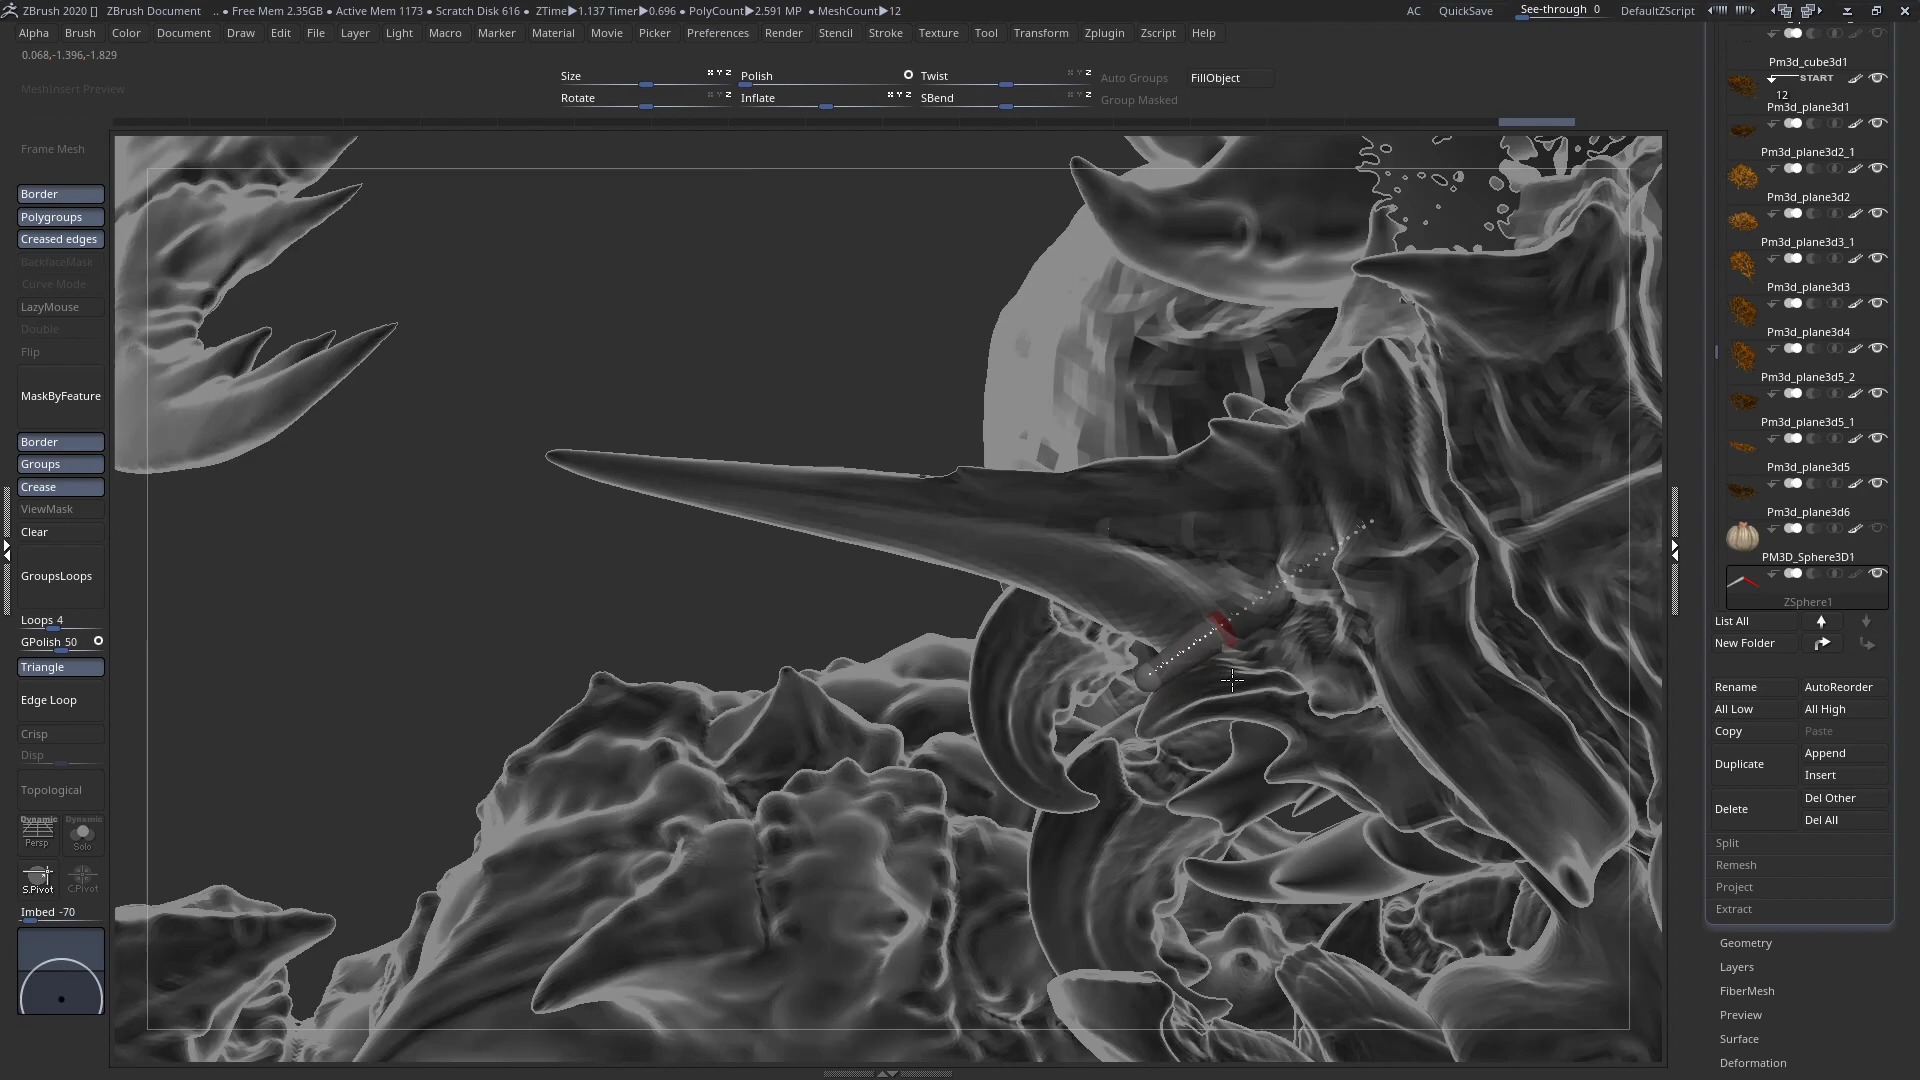 ZBrush 2020 [] ZBrush Document .. ● Free Mem 2.35GB ● Active Mem 1173 ● Scratch Disk 616 ● ZTime▶1.137 Timer▶0.696 ● PolyCount▶2.591 MP ● MeshCount▶12 AC QuickSave See-through 0 DefaultZScript
Alpha Brush Color Document Draw Edit File Layer Light Macro Marker Material Movie Picker Preferences Render Stencil Stroke Texture Tool Transform Zplugin Zscript Help
0.068,-1.396,-1.829
MeshInsert Preview
Size X Y Z Polish Twist X Y Z Auto Groups FillObject
Rotate X Y Z Inflate X Y Z SBend X Y Z Group Masked
Frame Mesh
Border
Polygroups
Creased edges
BackfaceMask
Curve Mode
LazyMouse
Double
Flip
MaskByFeature
Border
Groups
Crease
ViewMask
Clear
GroupsLoops
Loops 4
GPolish 50
Triangle
Edge Loop
Crisp
Disp
Topological
Dynamic Dynamic
Persp Solo
S.Pivot C.Pivot
Imbed -70
Pm3d_cube3d1
START
12
Pm3d_plane3d1
Pm3d_plane3d2_1
Pm3d_plane3d2
Pm3d_plane3d3_1
Pm3d_plane3d3
Pm3d_plane3d4
Pm3d_plane3d5_2
Pm3d_plane3d5_1
Pm3d_plane3d5
Pm3d_plane3d6
PM3D_Sphere3D1
ZSphere1
List All
New Folder
Rename AutoReorder
All Low All High
Copy Paste
Duplicate Append
Insert
Delete Del Other
Del All
Split
Remesh
Project
Extract
Geometry
Layers
FiberMesh
Preview
Surface
Deformation